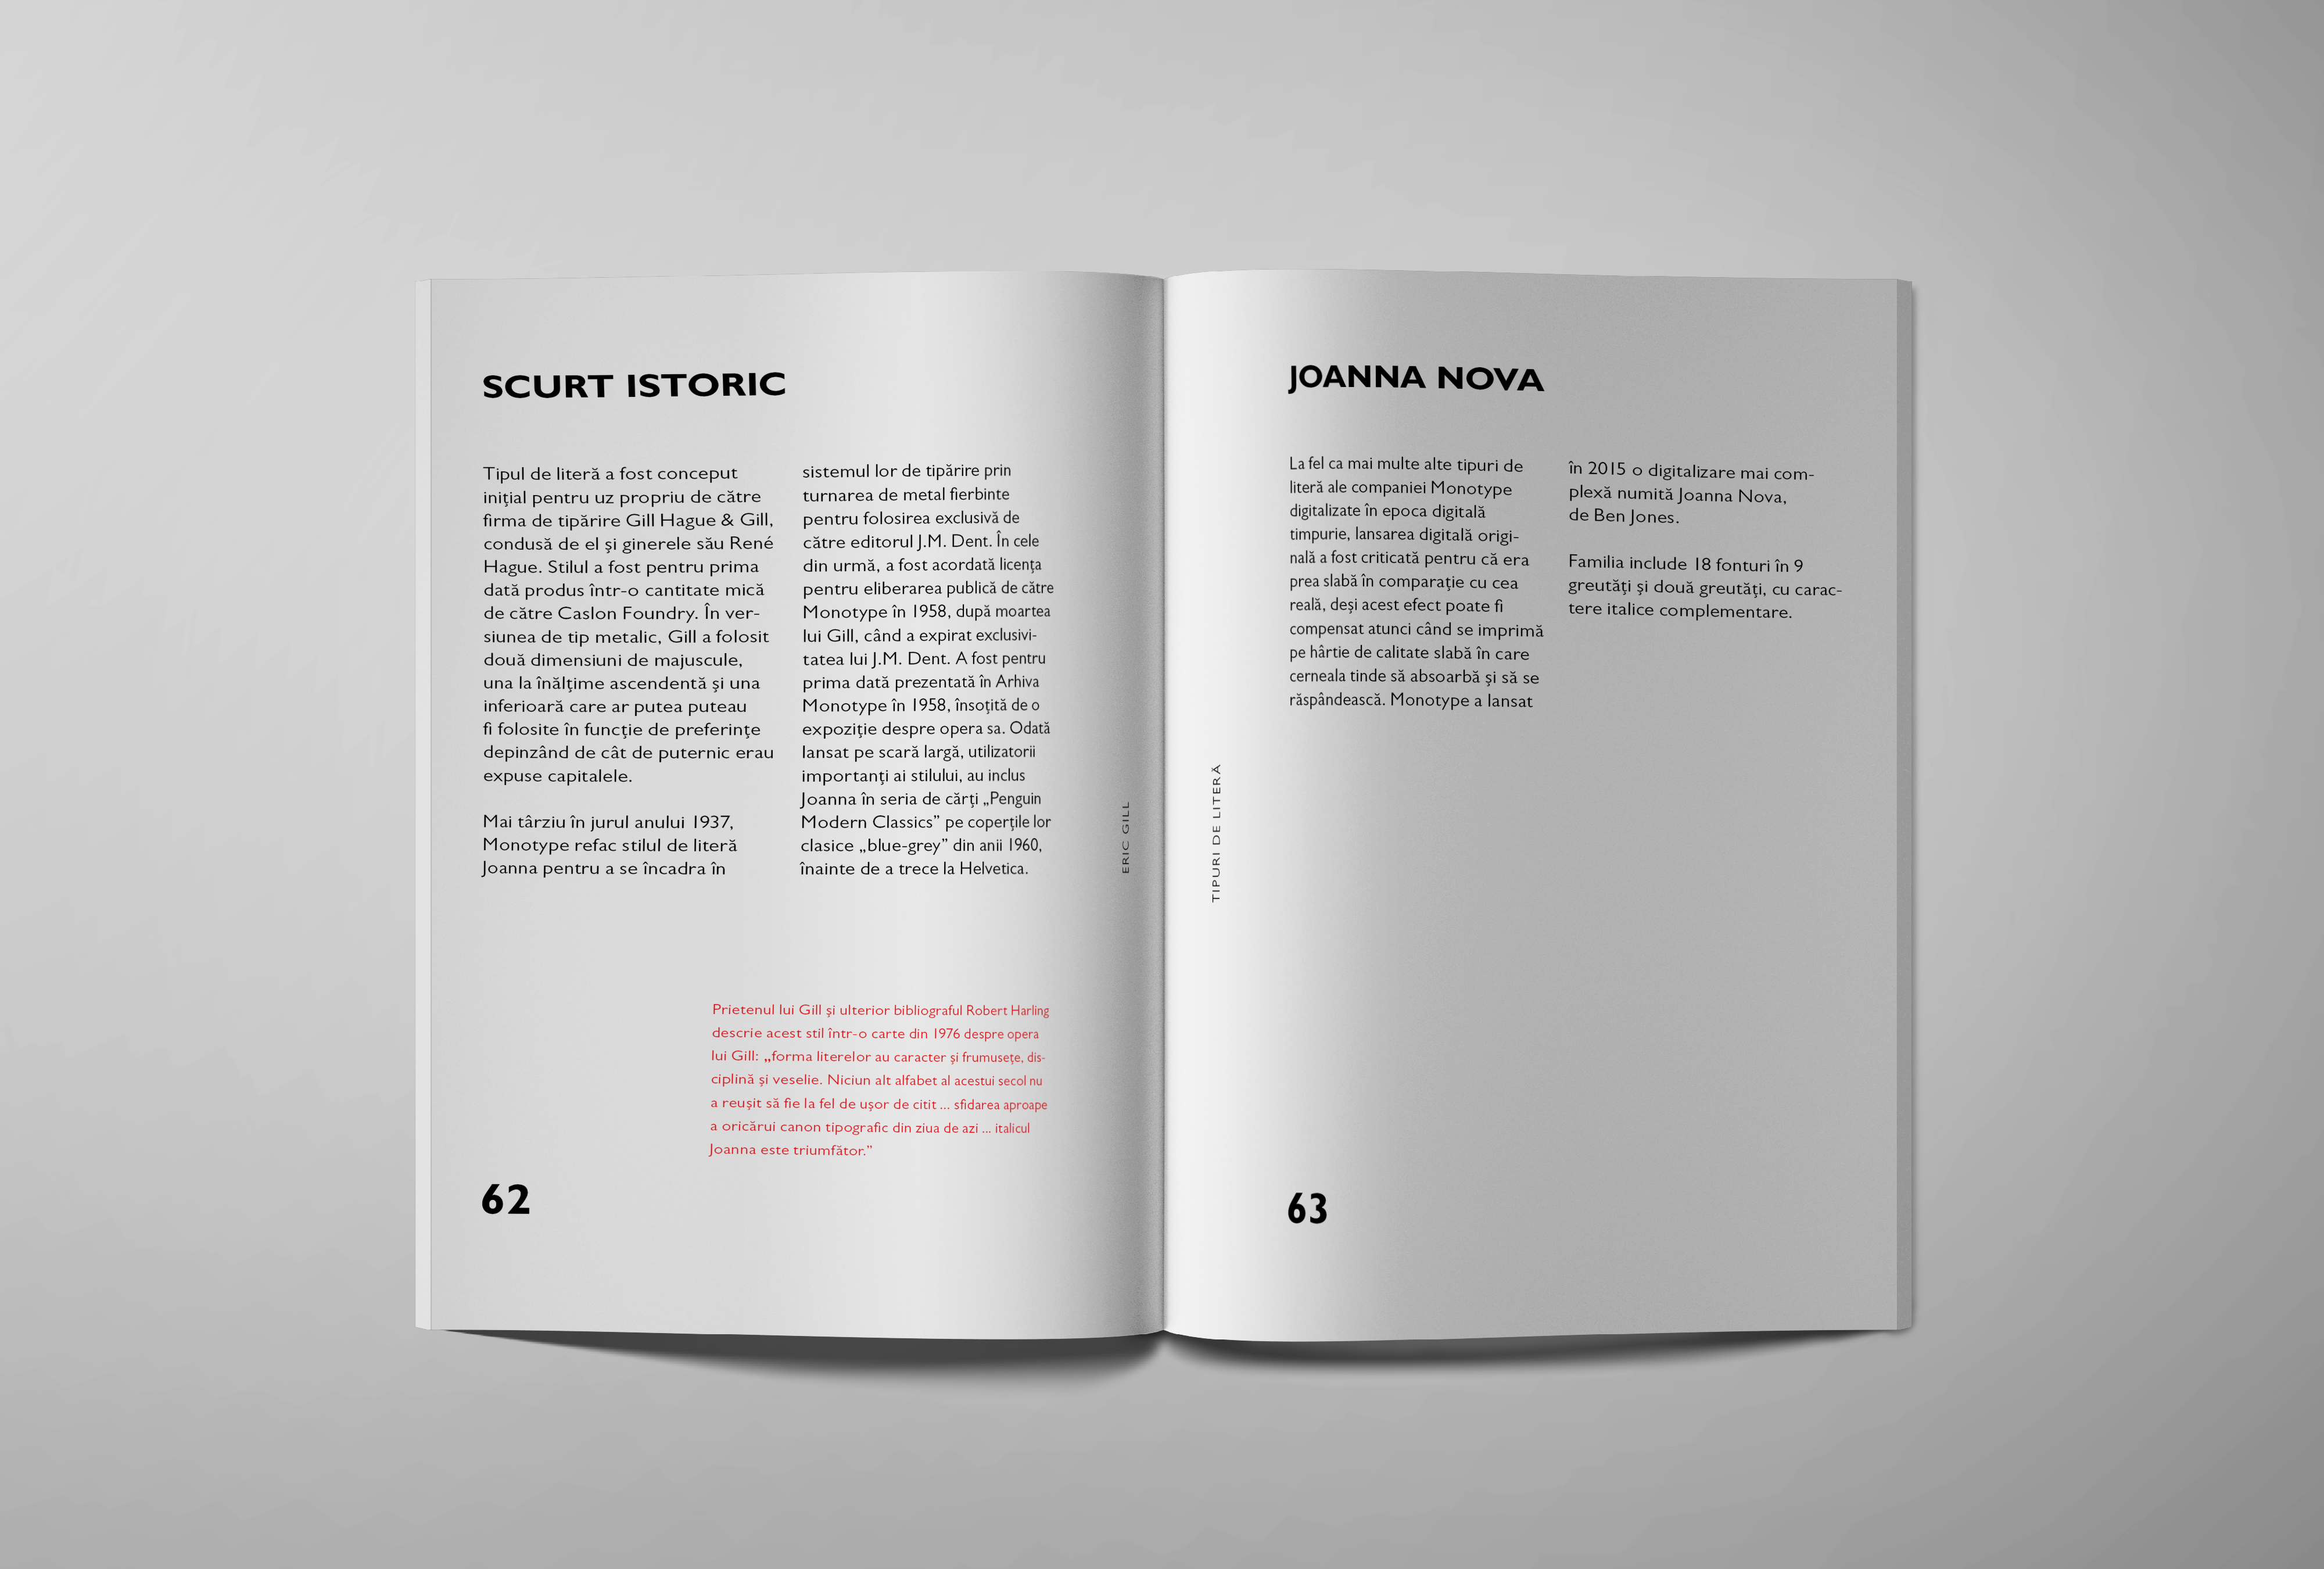 SCURT ISTORIC
Tipul de literă a fost conceput
inițial pentru uz propriu de către
firma de tipărire Gill Hague & Gill,
condusă de el și ginerele său René
Hague. Stilul a fost pentru prima
dată produs într-o cantitate mică
de către Caslon Foundry. În ver-
siunea de tip metalic, Gill a folosit
două dimensiuni de majuscule,
una la înălțime ascendentă și una
inferioară care ar putea puteau
fi folosite în funcție de preferințe
depinzând de cât de puternic erau
expuse capitalele.
Mai târziu în jurul anului 1937,
Monotype refac stilul de literă
Joanna pentru a se încadra în
sistemul lor de tipărire prin
turnarea de metal fierbinte
pentru folosirea exclusivă de
către editorul J.M. Dent. În cele
din urmă, a fost acordată licența
pentru eliberarea publică de către
Monotype în 1958, după moartea
lui Gill, când a expirat exclusivi-
tatea lui J.M. Dent. A fost pentru
prima dată prezentată în Arhiva
Monotype în 1958, însoțită de o
expoziție despre opera sa. Odată
lansat pe scară largă, utilizatorii
importanți ai stilului, au inclus
Joanna în seria de cărți „Penguin
Modern Classics” pe coperțile lor
clasice „blue-grey” din anii 1960,
înainte de a trece la Helvetica.
Prietenul lui Gill și ulterior bibliograful Robert Harling
descrie acest stil într-o carte din 1976 despre opera
lui Gill: „forma literelor au caracter și frumusețe, dis-
ciplină și veselie. Niciun alt alfabet al acestui secol nu
a reușit să fie la fel de ușor de citit ... sfidarea aproape
a oricărui canon tipografic din ziua de azi ... italicul
Joanna este triumfător.”
62
ERIC GILL
TIPURI DE LITERĂ
JOANNA NOVA
La fel ca mai multe alte tipuri de
literă ale companiei Monotype
digitalizate în epoca digitală
timpurie, lansarea digitală origi-
nală a fost criticată pentru că era
prea slabă în comparație cu cea
reală, deși acest efect poate fi
compensat atunci când se imprimă
pe hârtie de calitate slabă în care
cerneala tinde să absoarbă și să se
răspândească. Monotype a lansat
în 2015 o digitalizare mai com-
plexă numită Joanna Nova,
de Ben Jones.
Familia include 18 fonturi în 9
greutăți și două greutăți, cu carac-
tere italice complementare.
63